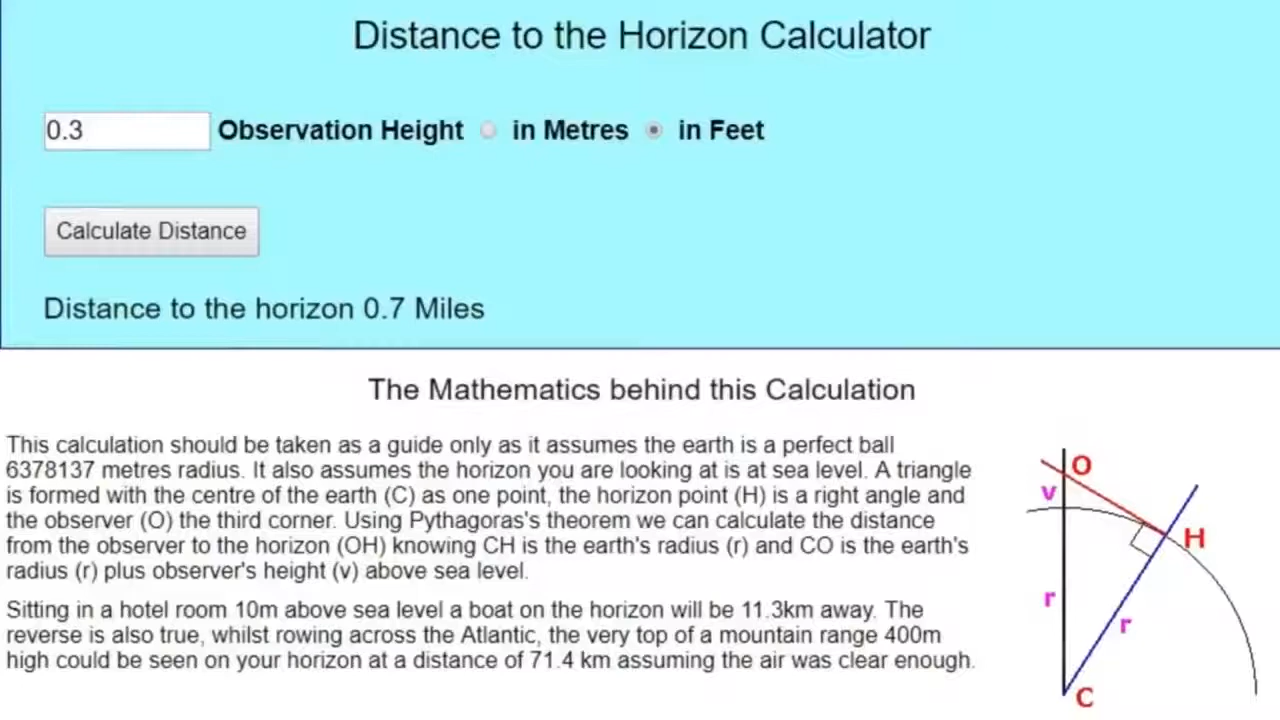 Distance to the Horizon Calculator
0.3 Observation Height in Metres in Feet
Calculate Distance
Distance to the horizon 0.7 Miles
The Mathematics behind this Calculation
This calculation should be taken as a guide only as it assumes the earth is a perfect ball
6378137 metres radius. It also assumes the horizon you are looking at is at sea level. A triangle
is formed with the centre of the earth (C) as one point, the horizon point (H) is a right angle and
the observer (O) the third corner. Using Pythagoras's theorem we can calculate the distance
from the observer to the horizon (OH) knowing CH is the earth's radius (r) and CO is the earth's
radius (r) plus observer's height (v) above sea level.
Sitting in a hotel room 10m above sea level a boat on the horizon will be 11.3km away. The
reverse is also true, whilst rowing across the Atlantic, the very top of a mountain range 400m
high could be seen on your horizon at a distance of 71.4 km assuming the air was clear enough.
O
v
H
r
r
C